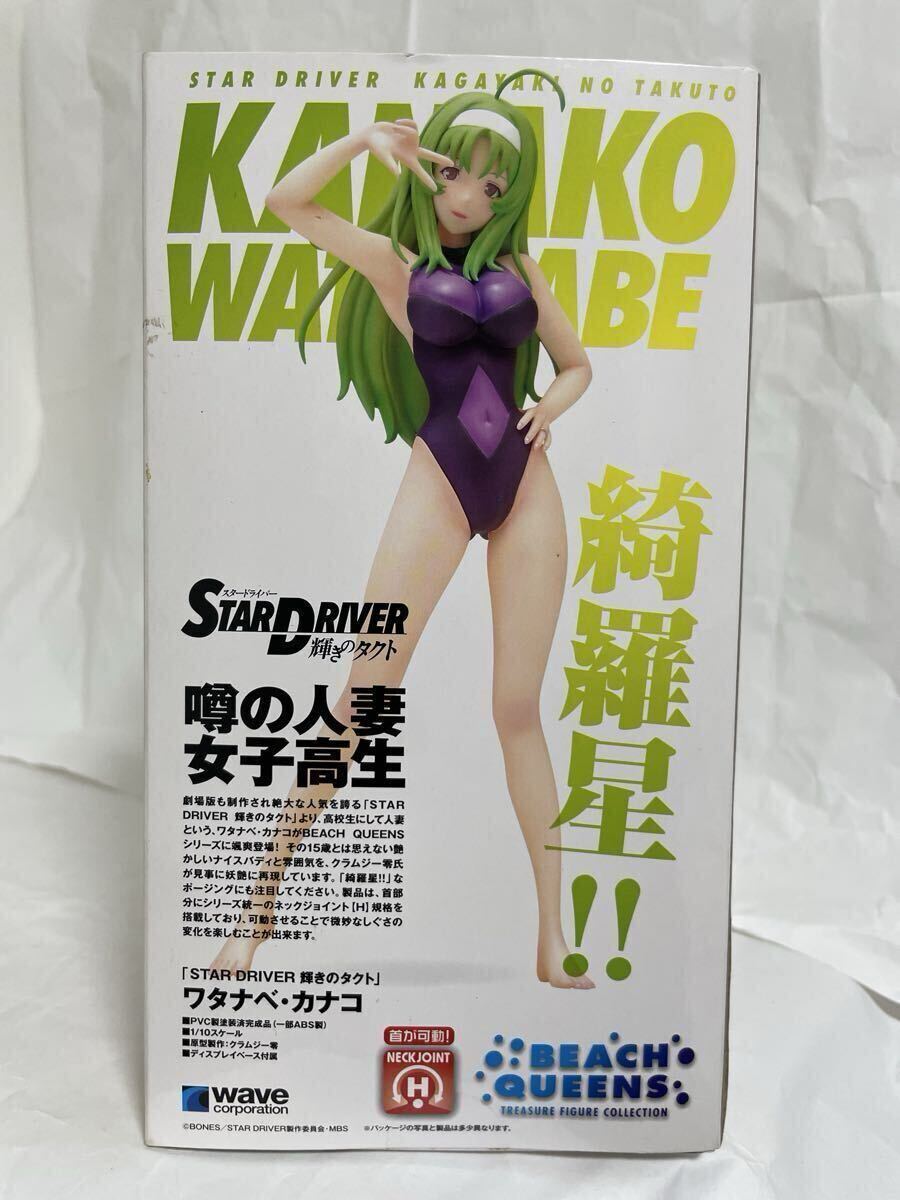 STAR DRIVER KAGAYAKI NO TAKUTO
KANAKO
WATANABE
綺羅星!!
スタードライバー
STAR DRIVER
輝きのタクト
噂の人妻
女子高生
劇場版も制作され絶大な人気を誇る「STAR
DRIVER 輝きのタクト」より、高校生にして人妻
という、ワタナベ・カナコがBEACH QUEENS
シリーズに颯爽登場! その15歳とは思えない艶
かしいナイスバディと雰囲気を、クラムジー零氏
が見事に妖艶に再現しています。「綺羅星!!」な
ポージングにも注目してください。製品は、首部
分にシリーズ統一のネックジョイント【H】規格を
搭載しており、可動させることで微妙なしぐさの
変化を楽しむことが出来ます。
「STAR DRIVER 輝きのタクト」
ワタナベ・カナコ
■PVC製塗装済完成品(一部ABS製)
■1/10スケール
■原型製作:クラムジー零
■ディスプレイベース付属
首が可動!
NECK JOINT
H
BEACH
QUEENS
TREASURE FIGURE COLLECTION
wave
corporation
©BONES/STAR DRIVER製作委員会・MBS ※パッケージの写真と製品は多少異なります。